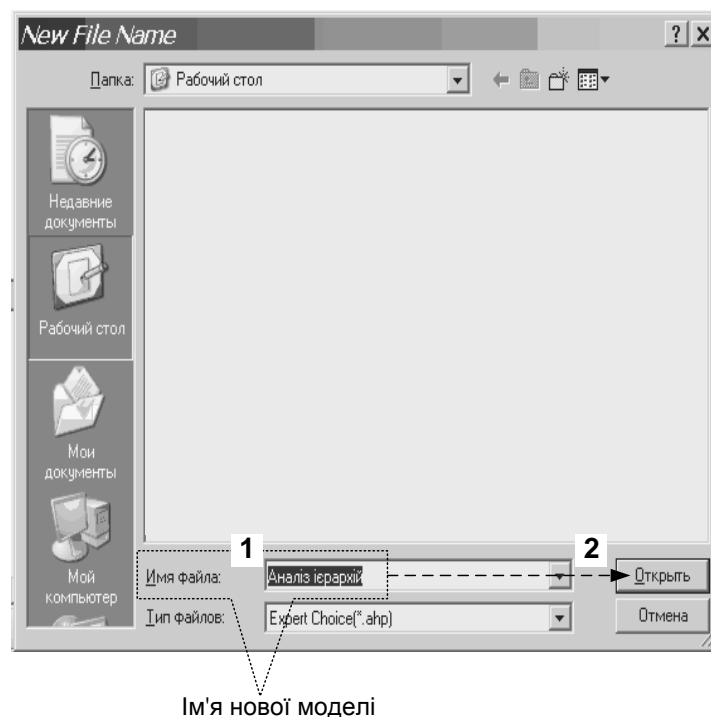 New File Name
Папка: Рабочий стол
Недавние
документы
Рабочий стол
Мои
документы
Мой
компьютер
1
2
Имя файла: Аналіз ієрархій Открыть
Тип файлов: Expert Choice(*.ahp) Отмена
Ім'я нової моделі